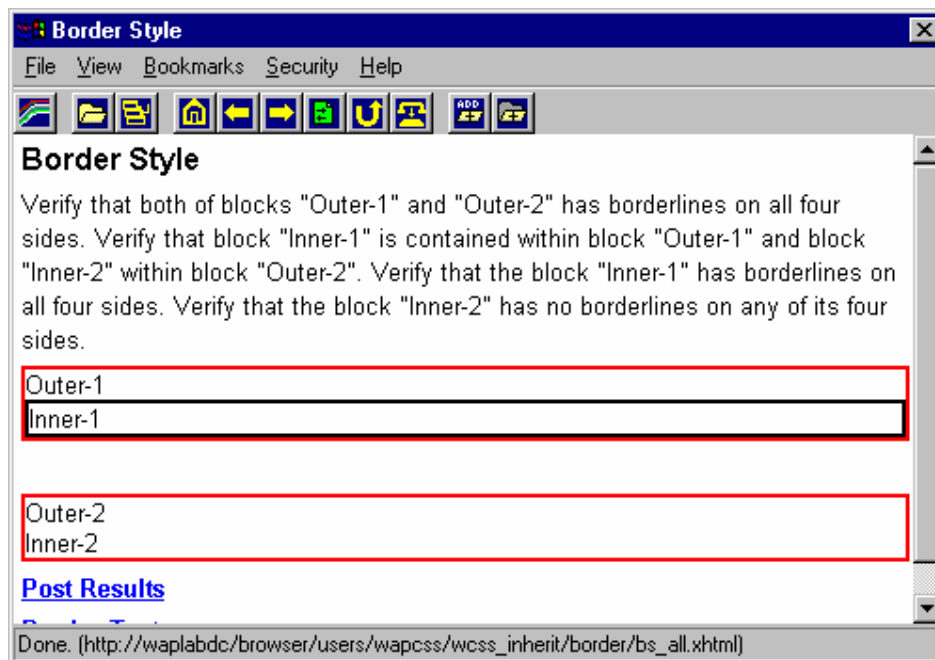 Border Style
File View Bookmarks Security Help
ADD
Border Style
Verify that both of blocks "Outer-1" and "Outer-2" has borderlines on all four
sides. Verify that block "Inner-1" is contained within block "Outer-1" and block
"Inner-2" within block "Outer-2". Verify that the block "Inner-1" has borderlines on
all four sides. Verify that the block "Inner-2" has no borderlines on any of its four
sides.
Outer-1
Inner-1
Outer-2
Inner-2
Post Results
Done. (http://waplabdc/browser/users/wapcss/wcss_inherit/border/bs_all.xhtml)